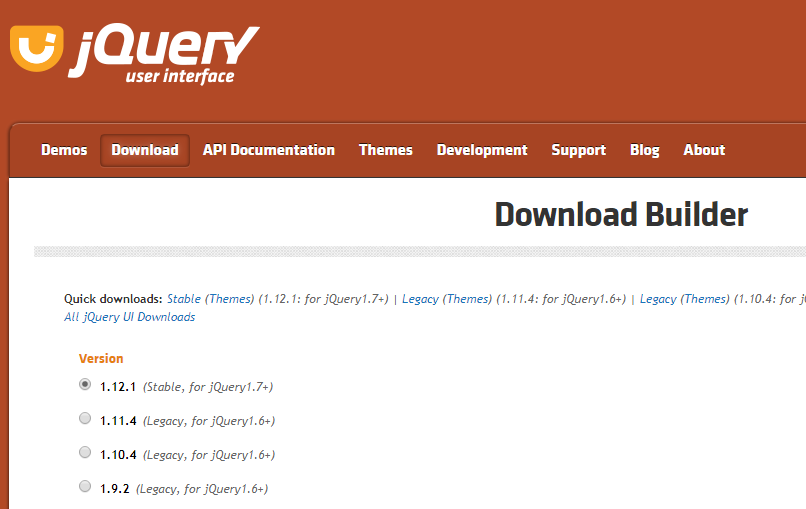 jQuery
user interface
Demos Download API Documentation Themes Development Support Blog About
Download Builder
Quick downloads: Stable (Themes) (1.12.1: for jQuery1.7+) | Legacy (Themes) (1.11.4: for jQuery1.6+) | Legacy (Themes) (1.10.4: for
All jQuery UI Downloads
Version
1.12.1 (Stable, for jQuery1.7+)
1.11.4 (Legacy, for jQuery1.6+)
1.10.4 (Legacy, for jQuery1.6+)
1.9.2 (Legacy, for jQuery1.6+)